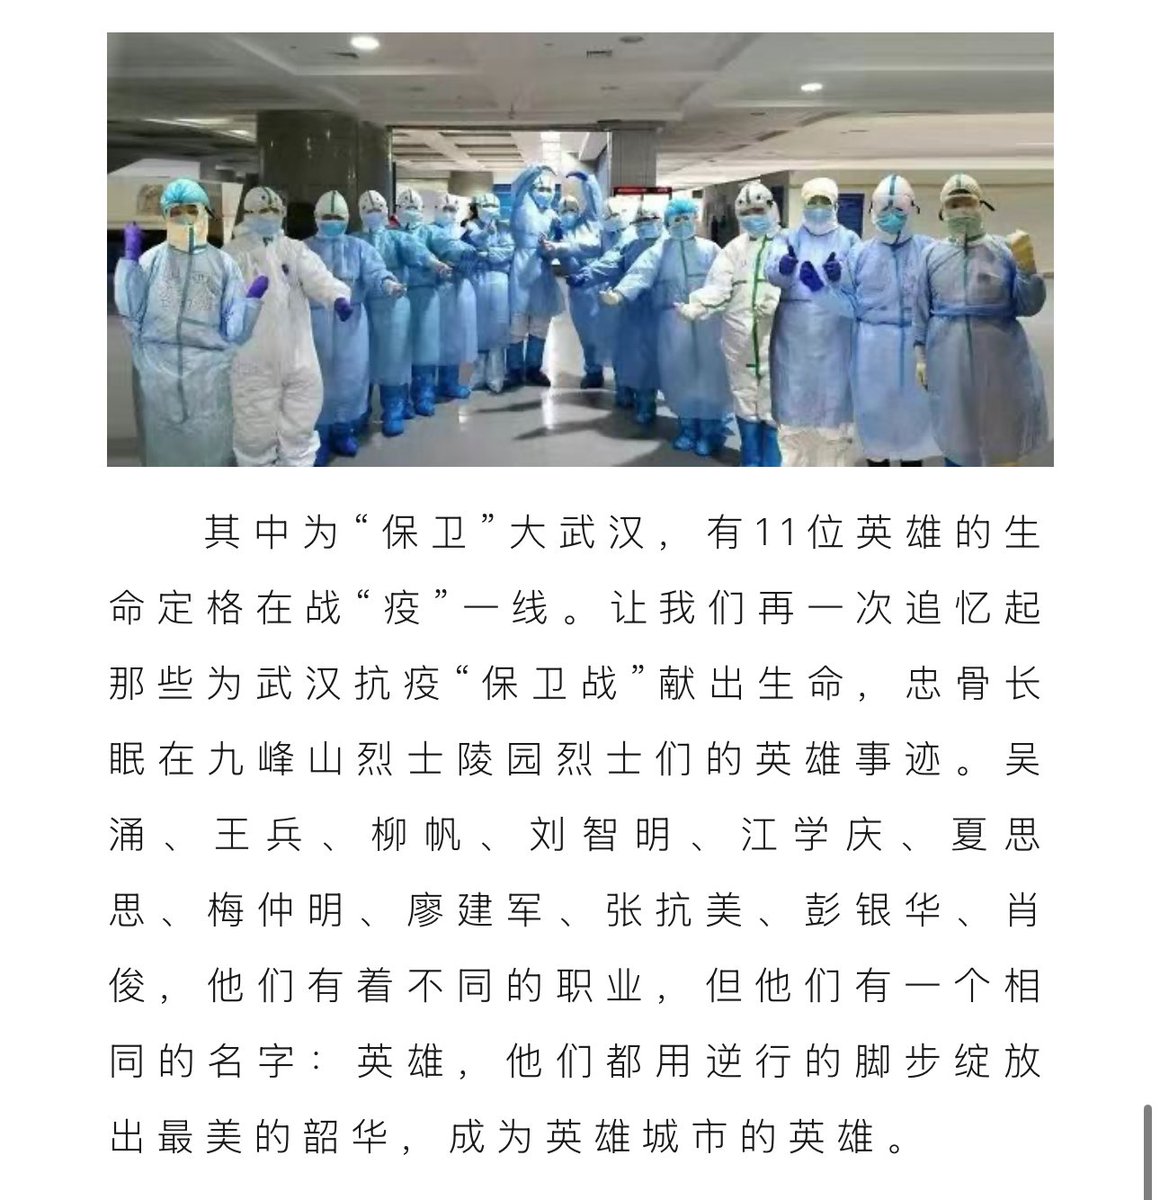 其中为“保卫”大武汉，有11位英雄的生
命定格在战“疫”一线。让我们再一次追忆起
那些为武汉抗疫“保卫战”献出生命，忠骨长
眠在九峰山烈士陵园烈士们的英雄事迹。吴
涌、王兵、柳帆、刘智明、江学庆、夏思
思、梅仲明、廖建军、张抗美、彭银华、肖
俊，他们有着不同的职业，但他们有一个相
同的名字：英雄，他们都用逆行的脚步绽放
出最美的韶华，成为英雄城市的英雄。